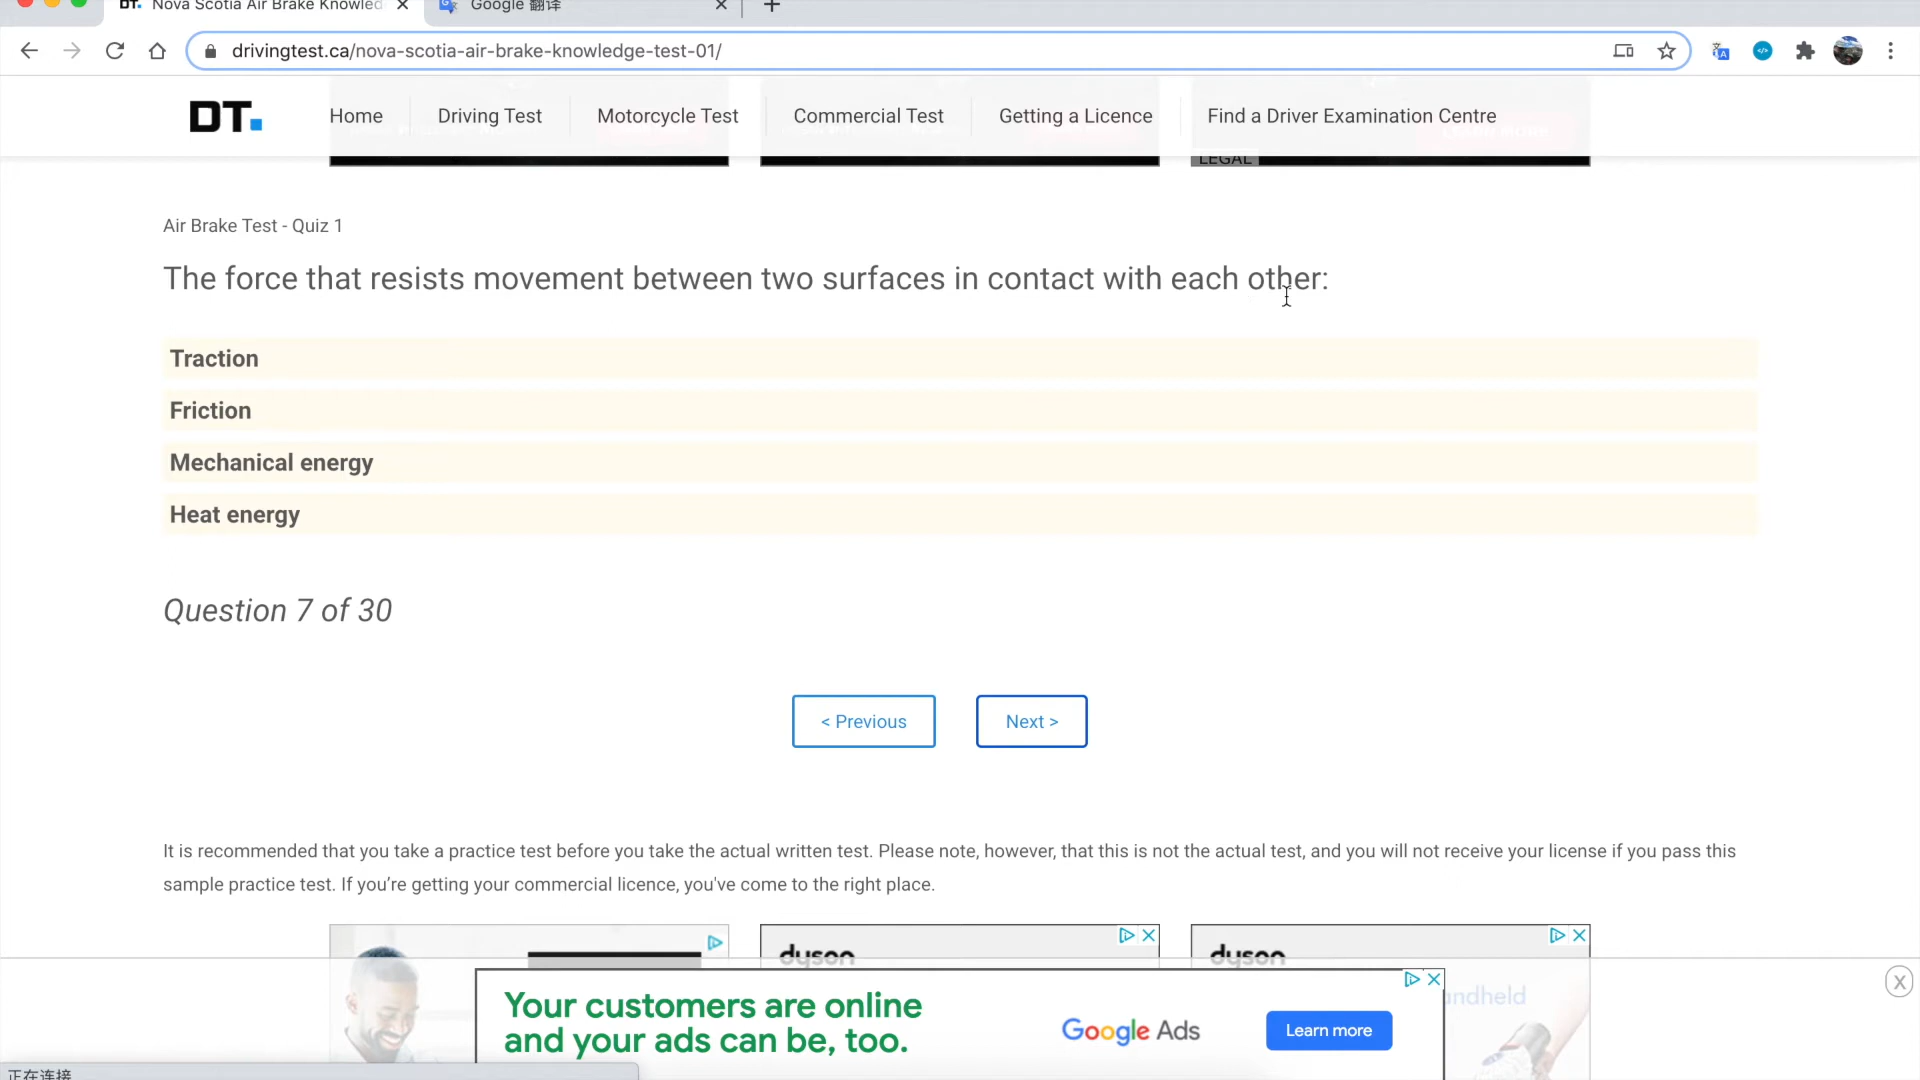 Nova Scotia Air Brake Knowled
Google 翻译
drivingtest.ca/nova-scotia-air-brake-knowledge-test-01/
DT.
Home
Driving Test
Motorcycle Test
Commercial Test
Getting a Licence
Find a Driver Examination Centre
LEGAL
Air Brake Test - Quiz 1
The force that resists movement between two surfaces in contact with each other:
Traction
Friction
Mechanical energy
Heat energy
Question 7 of 30
< Previous
Next >
It is recommended that you take a practice test before you take the actual written test. Please note, however, that this is not the actual test, and you will not receive your license if you pass this
sample practice test. If you’re getting your commercial licence, you've come to the right place.
dyson
dyson
andheld
Your customers are online
and your ads can be, too.
Google Ads
Learn more
正在连接